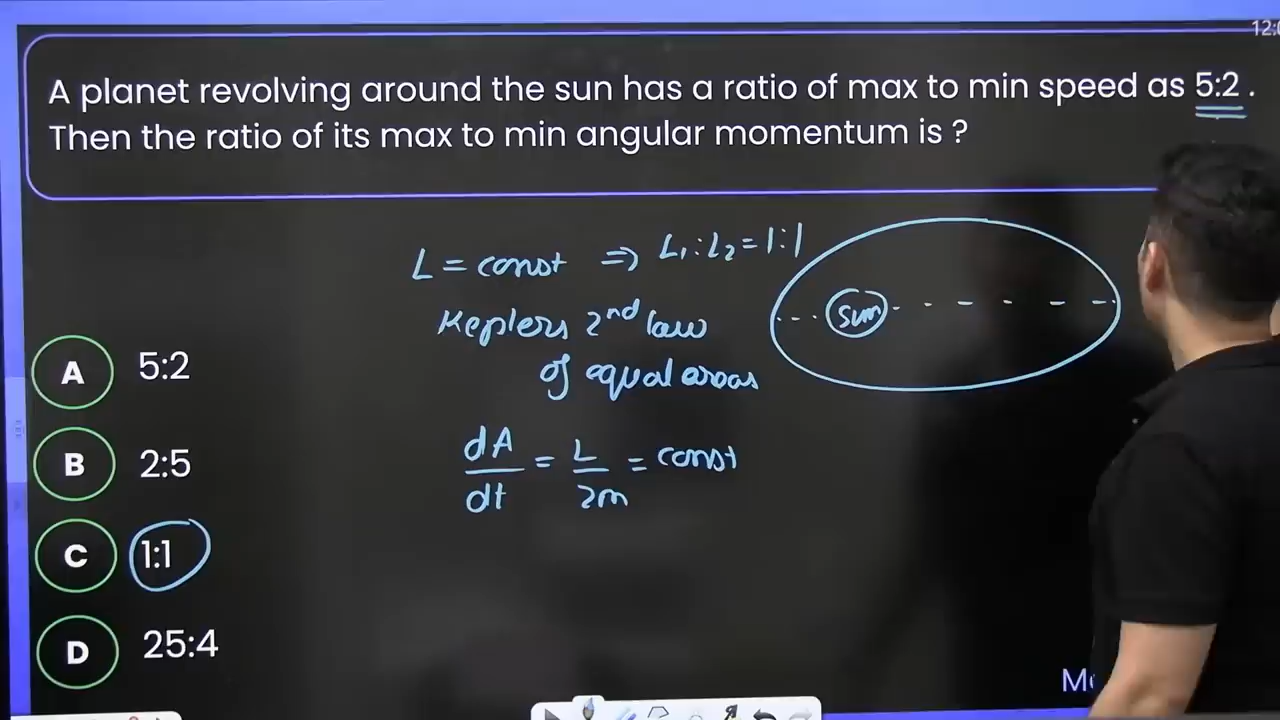 12:0
A planet revolving around the sun has a ratio of max to min speed as 5:2 .
Then the ratio of its max to min angular momentum is ?
L = const ⇒ L₁:L₂ = 1:1
Keplers 2nd law
of equal areas
Sun
dA/dt = L/2m = const
A 5:2
B 2:5
C 1:1
D 25:4